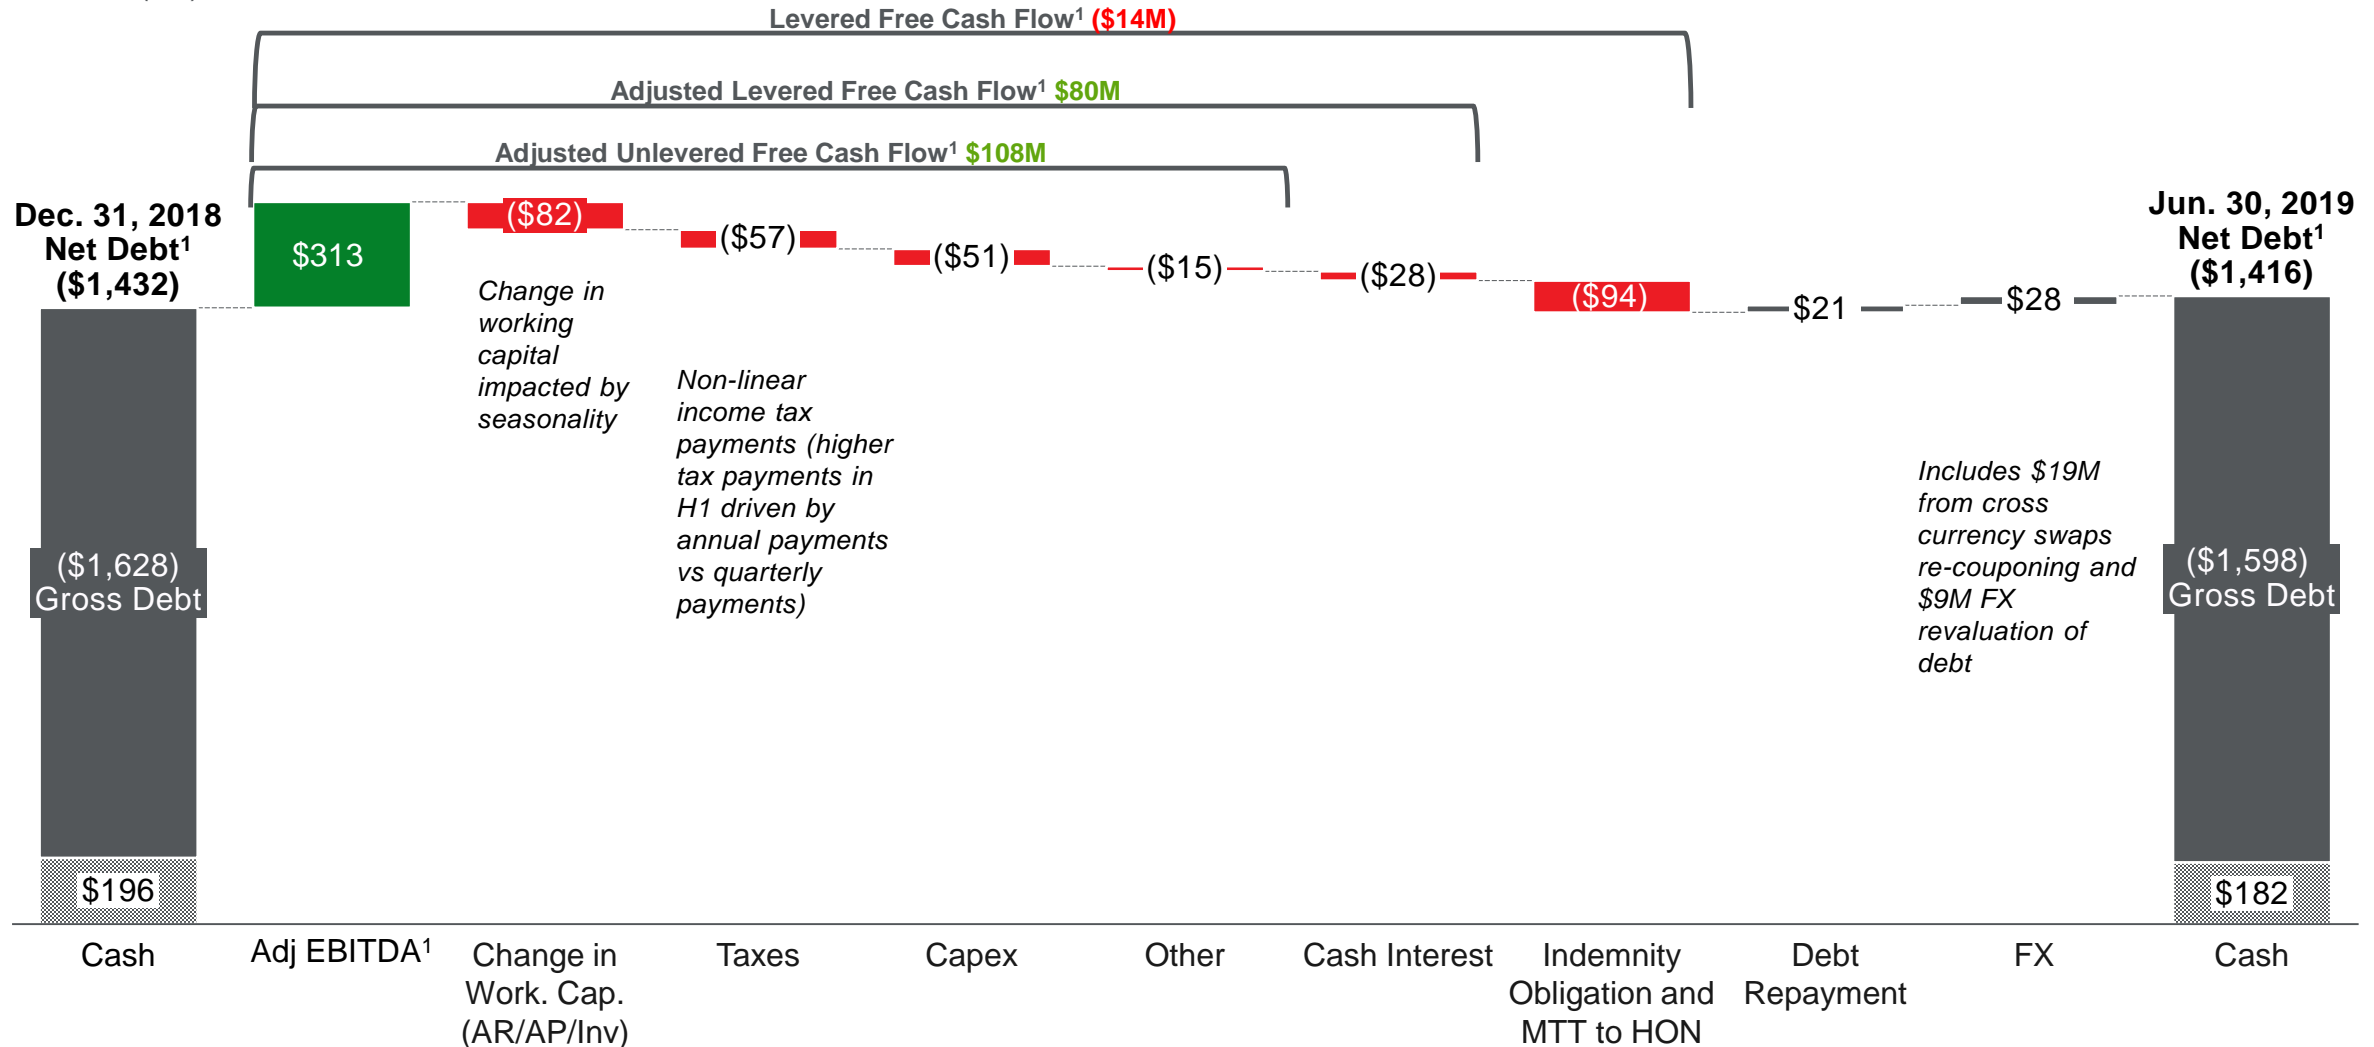 Levered Free Cash Flow¹ ($14M)
Adjusted Levered Free Cash Flow¹ $80M
Adjusted Unlevered Free Cash Flow¹ $108M
Dec. 31, 2018
Net Debt¹
($1,432)
Jun. 30, 2019
Net Debt¹
($1,416)
$313
($82)
($57)
($51)
($15)
($28)
($94)
$21
$28
Change in
working
capital
impacted by
seasonality
Non-linear
income tax
payments (higher
tax payments in
H1 driven by
annual payments
vs quarterly
payments)
Includes $19M
from cross
currency swaps
re-couponing and
$9M FX
revaluation of
debt
($1,628)
Gross Debt
($1,598)
Gross Debt
$196
$182
Cash
Adj EBITDA¹
Change in
Work. Cap.
(AR/AP/Inv)
Taxes
Capex
Other
Cash Interest
Indemnity
Obligation and
MTT to HON
Debt
Repayment
FX
Cash